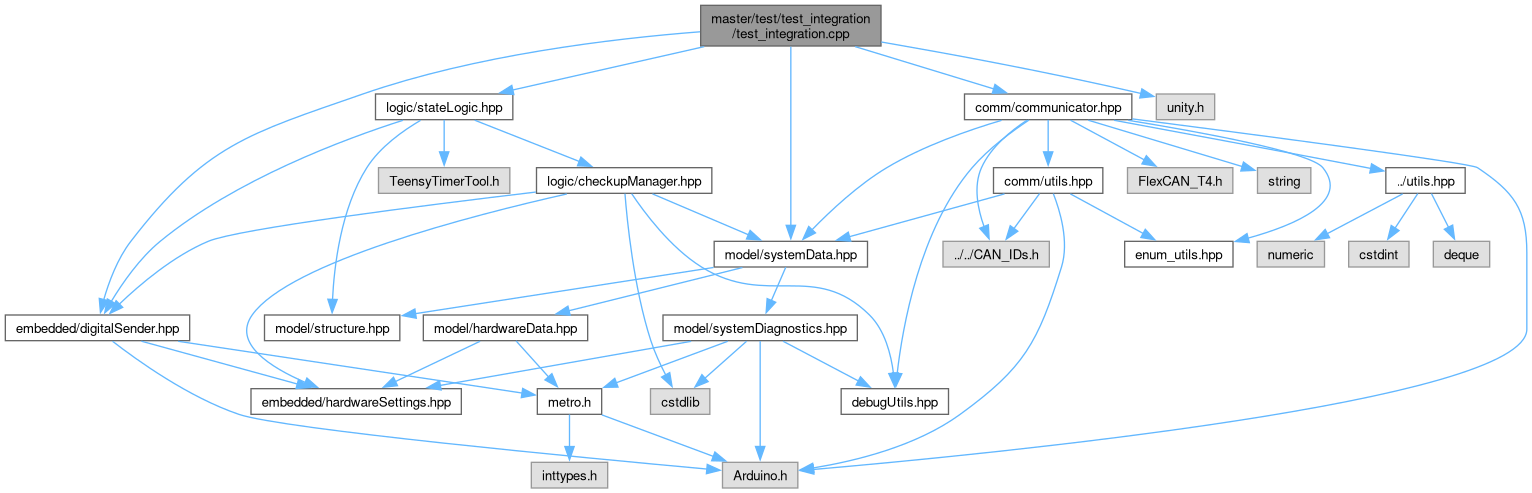 master/test/test_integration
/test_integration.cpp
logic/stateLogic.hpp
comm/communicator.hpp
unity.h
TeensyTimerTool.h
logic/checkupManager.hpp
comm/utils.hpp
FlexCAN_T4.h
string
../utils.hpp
model/systemData.hpp
../../CAN_IDs.h
enum_utils.hpp
numeric
cstdint
deque
embedded/digitalSender.hpp
model/structure.hpp
model/hardwareData.hpp
model/systemDiagnostics.hpp
embedded/hardwareSettings.hpp
metro.h
cstdlib
debugUtils.hpp
inttypes.h
Arduino.h